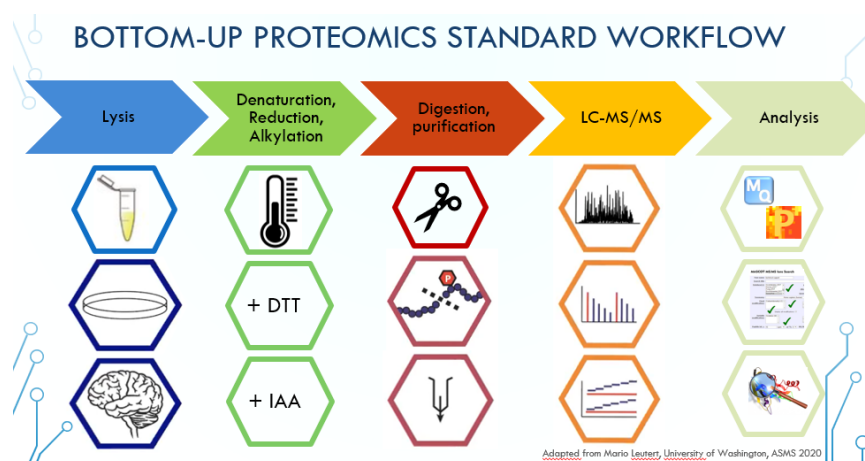 BOTTOM-UP PROTEOMICS STANDARD WORKFLOW
Lysis
Denaturation,
Reduction,
Alkylation
Digestion,
purification
LC-MS/MS
Analysis
M
Q
P
P
+ DTT
+ IAA
Adapted from Mario Leutert, University of Washington, ASMS 2020